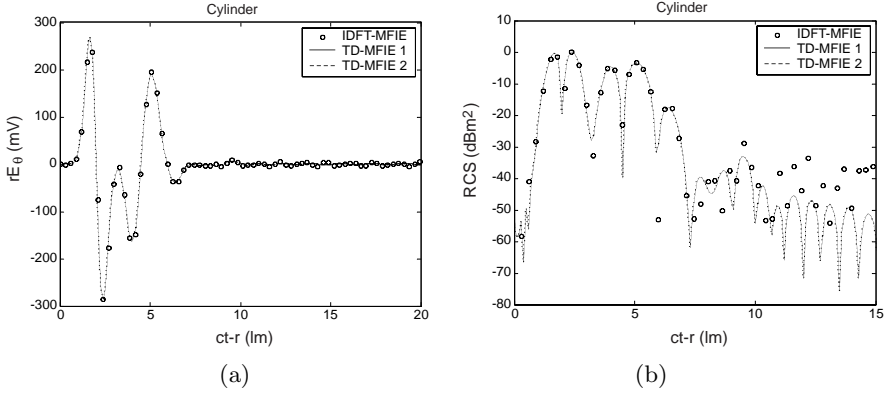 Cylinder
300
200
100
0
-100
-200
-300
rEθ (mV)
IDFT-MFIE
TD-MFIE 1
TD-MFIE 2
0 5 10 15 20
ct-r (lm)
(a)
Cylinder
10
0
-10
-20
-30
-40
-50
-60
-70
-80
RCS (dBm²)
IDFT-MFIE
TD-MFIE 1
TD-MFIE 2
0 5 10 15
ct-r (lm)
(b)